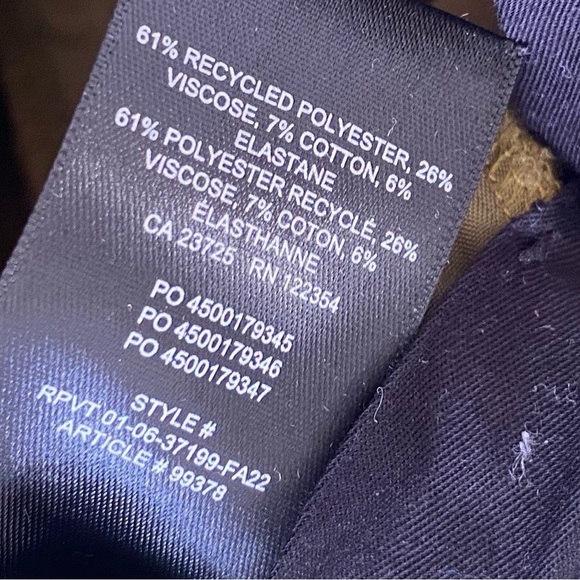 61% RECYCLED POLYESTER, 26%
VISCOSE, 7% COTTON, 6%
ELASTANE
61% POLYESTER RECYCLÉ, 26%
VISCOSE, 7% COTON, 6%
ÉLASTHANNE
CA 23725 RN 122354
PO 4500179345
PO 4500179346
PO 4500179347
STYLE #
RPVT 01-06-37199-FA22
ARTICLE # 99378